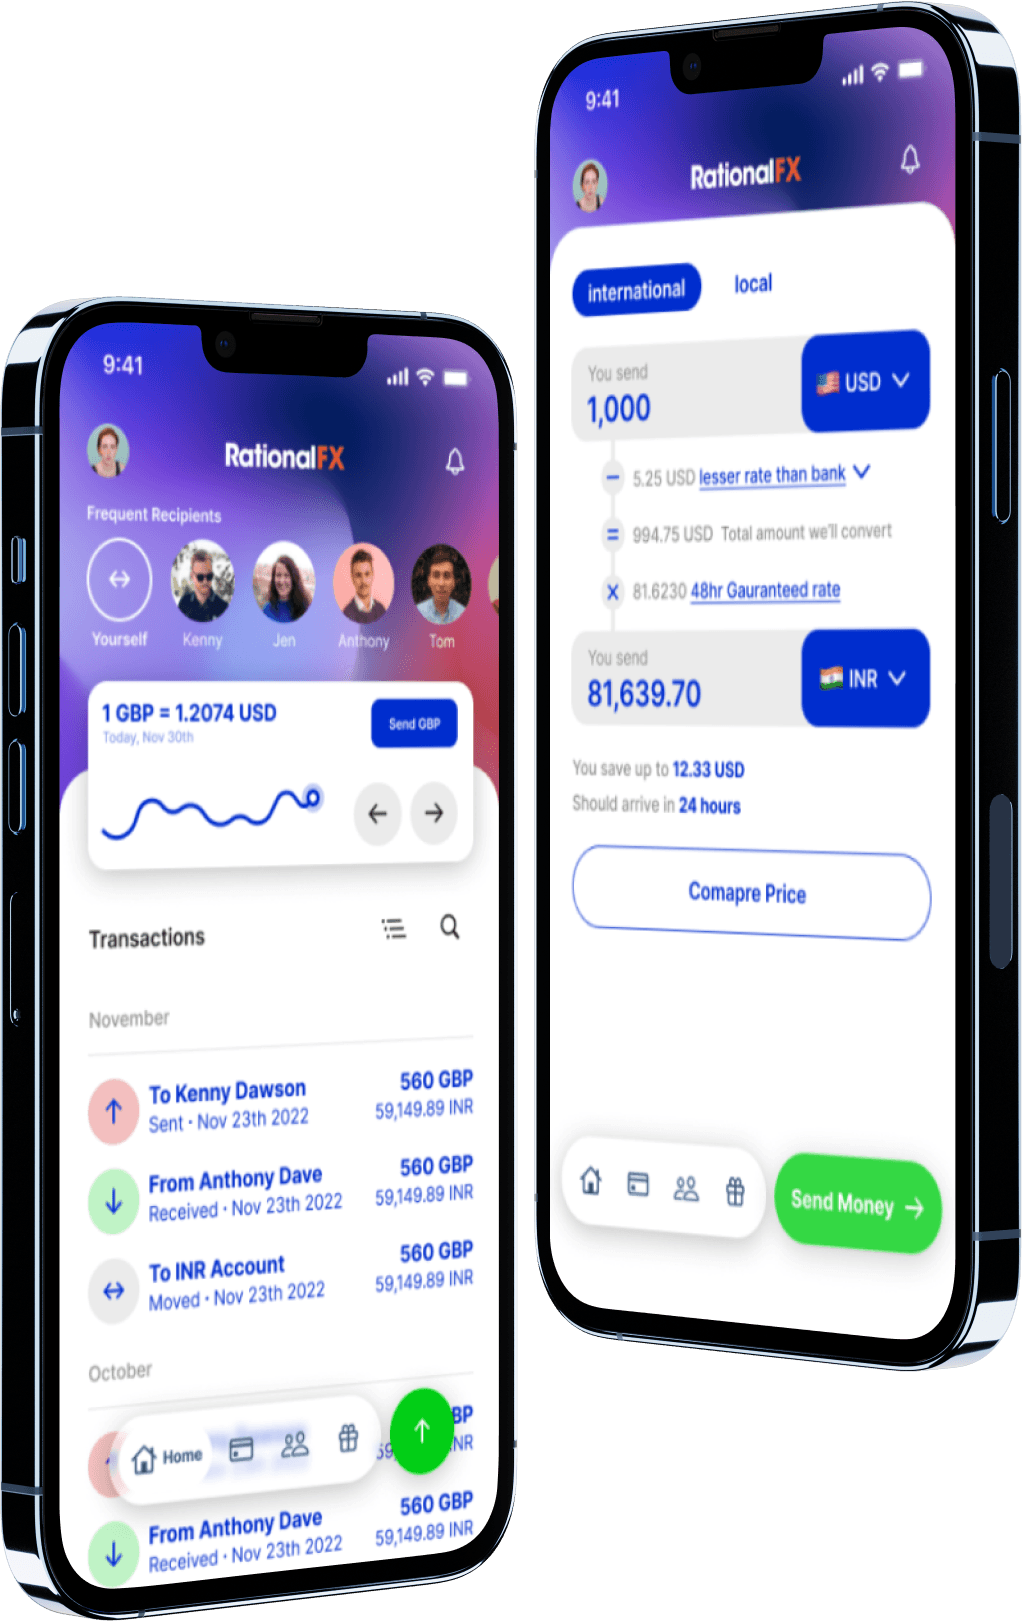 9:41
RationalFX
Frequent Recipients
Yourself Kenny Jen Anthony Tom
1 GBP = 1.2074 USD
Today, Nov 30th
Send GBP
Transactions
November
To Kenny Dawson 560 GBP
Sent • Nov 23th 2022 59,149.89 INR
From Anthony Dave 560 GBP
Received • Nov 23th 2022 59,149.89 INR
To INR Account 560 GBP
Moved • Nov 23th 2022 59,149.89 INR
October
Home
From Anthony Dave 560 GBP
Received • Nov 23th 2022 59,149.89 INR
9:41
RationalFX
international local
You send
1,000
USD
5.25 USD lesser rate than bank
994.75 USD Total amount we'll convert
81.6230 48hr Gauranteed rate
You send
81,639.70
INR
You save up to 12.33 USD
Should arrive in 24 hours
Comapre Price
Send Money